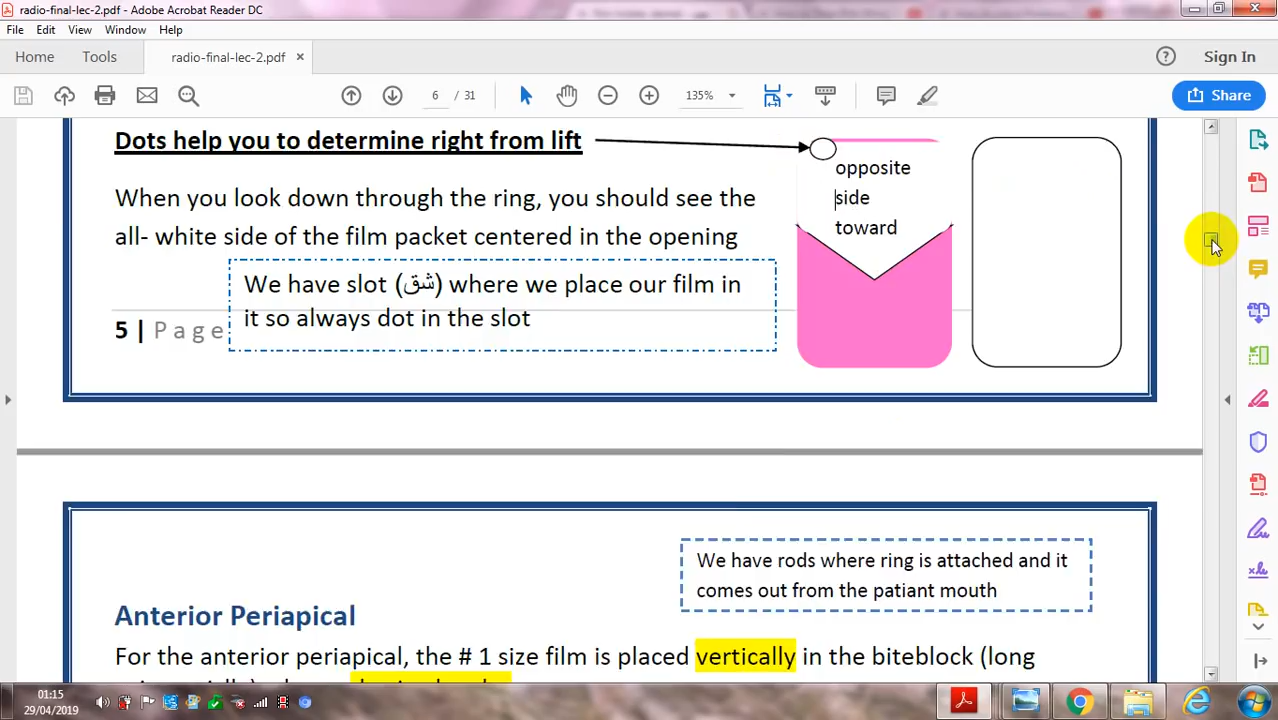 radio-final-lec-2.pdf - Adobe Acrobat Reader DC
File Edit View Window Help
Home Tools radio-final-lec-2.pdf × ? Sign In
6 / 31 135% Share
Dots help you to determine right from lift
opposite
side
toward
When you look down through the ring, you should see the
all- white side of the film packet centered in the opening
We have slot (شق) where we place our film in
it so always dot in the slot
5 | P a g e
We have rods where ring is attached and it
comes out from the patiant mouth
Anterior Periapical
For the anterior periapical, the # 1 size film is placed vertically in the biteblock (long
01:15
29/04/2019